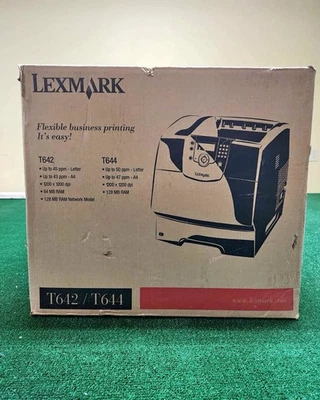 LEXMARK
Flexible business printing
It's easy!
T642
• Up to 45 ppm - Letter
• Up to 43 ppm - A4
• 1200 x 1200 dpi
• 64 MB RAM
• 128 MB RAM Network Model
T644
• Up to 50 ppm - Letter
• Up to 47 ppm - A4
• 1200 x 1200 dpi
• 128 MB RAM
LEXMARK
T642 / T644
www.lexmark.com